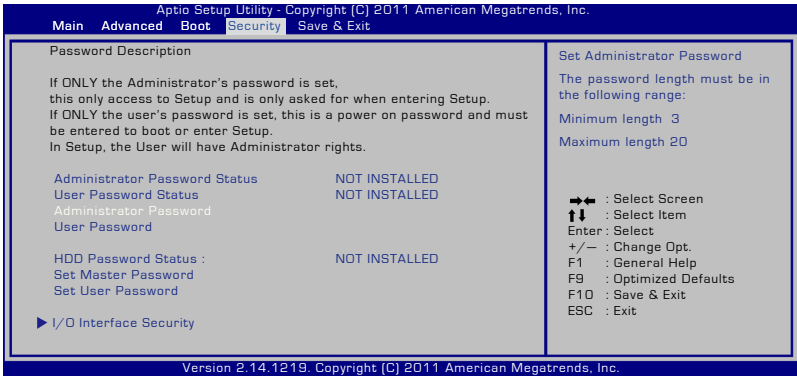 Aptio Setup Utility - Copyright (C) 2011 American Megatrends, Inc.
Main Advanced Boot Security Save & Exit
Password Description
If ONLY the Administrator's password is set,
this only access to Setup and is only asked for when entering Setup.
If ONLY the user's password is set, this is a power on password and must
be entered to boot or enter Setup.
In Setup, the User will have Administrator rights.
Administrator Password Status NOT INSTALLED
User Password Status NOT INSTALLED
Administrator Password
User Password
HDD Password Status : NOT INSTALLED
Set Master Password
Set User Password
I/O Interface Security
Set Administrator Password
The password length must be in
the following range:
Minimum length 3
Maximum length 20
→← : Select Screen
↑↓ : Select Item
Enter : Select
+/— : Change Opt.
F1 : General Help
F9 : Optimized Defaults
F10 : Save & Exit
ESC : Exit
Version 2.14.1219. Copyright (C) 2011 American Megatrends, Inc.